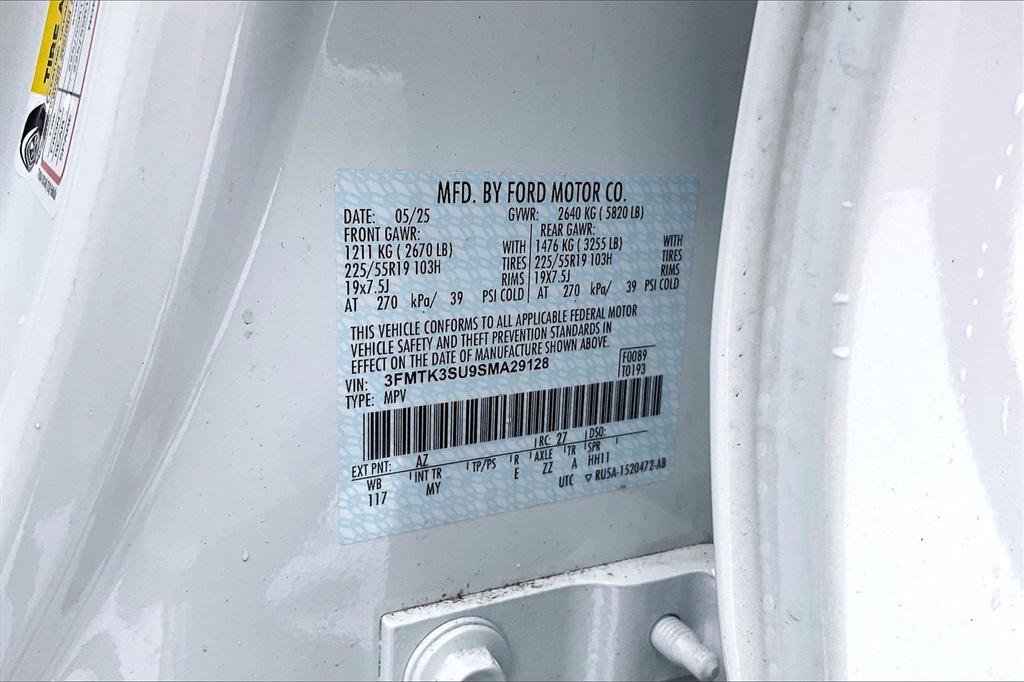 TIRE A
MFD. BY FORD MOTOR CO.
DATE: 05/25 GVWR: 2640 KG ( 5820 LB)
FRONT GAWR: REAR GAWR:
1211 KG ( 2670 LB) WITH 1476 KG ( 3255 LB) WITH
225/55R19 103H TIRES 225/55R19 103H TIRES
19x7.5J RIMS 19x7.5J RIMS
AT 270 kPa/ 39 PSI COLD AT 270 kPa/ 39 PSI COLD
THIS VEHICLE CONFORMS TO ALL APPLICABLE FEDERAL MOTOR
VEHICLE SAFETY AND THEFT PREVENTION STANDARDS IN
EFFECT ON THE DATE OF MANUFACTURE SHOWN ABOVE.
VIN: 3FMTK3SU9SMA29128 F0089
TYPE: MPV T0193
EXT PNT: AZ RC: 27 DSO:
WB INT TR TP/PS R AXLE TR SPR
117 MY E ZZ A HH11
UTC ▽ RU5A-1520472-AB